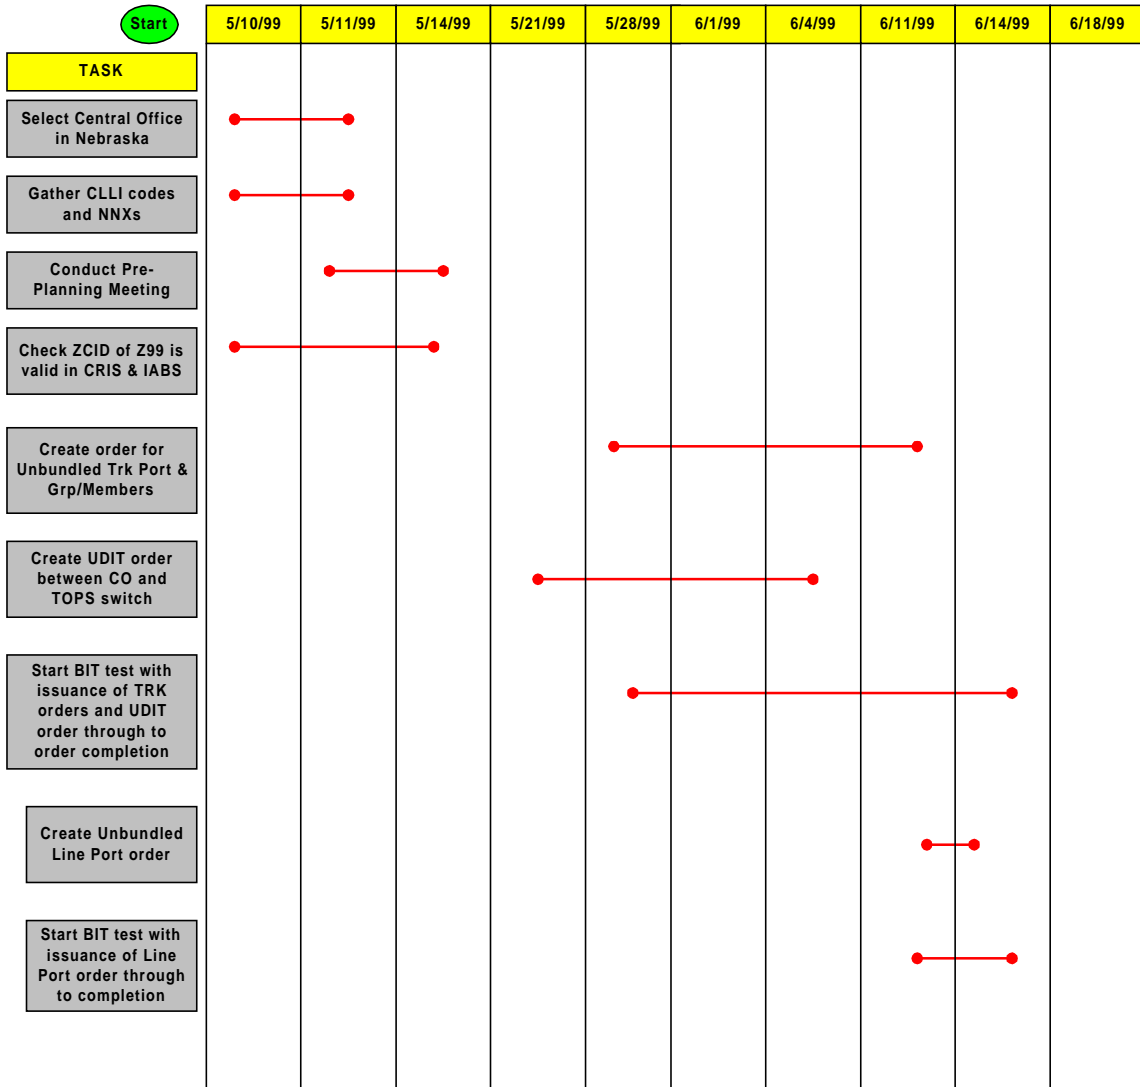 Start
5/10/99
5/11/99
5/14/99
5/21/99
5/28/99
6/1/99
6/4/99
6/11/99
6/14/99
6/18/99
TASK
Select Central Office
in Nebraska
Gather CLLI codes
and NNXs
Conduct Pre-
Planning Meeting
Check ZCID of Z99 is
valid in CRIS & IABS
Create order for
Unbundled Trk Port &
Grp/Members
Create UDIT order
between CO and
TOPS switch
Start BIT test with
issuance of TRK
orders and UDIT
order through to
order completion
Create Unbundled
Line Port order
Start BIT test with
issuance of Line
Port order through
to completion